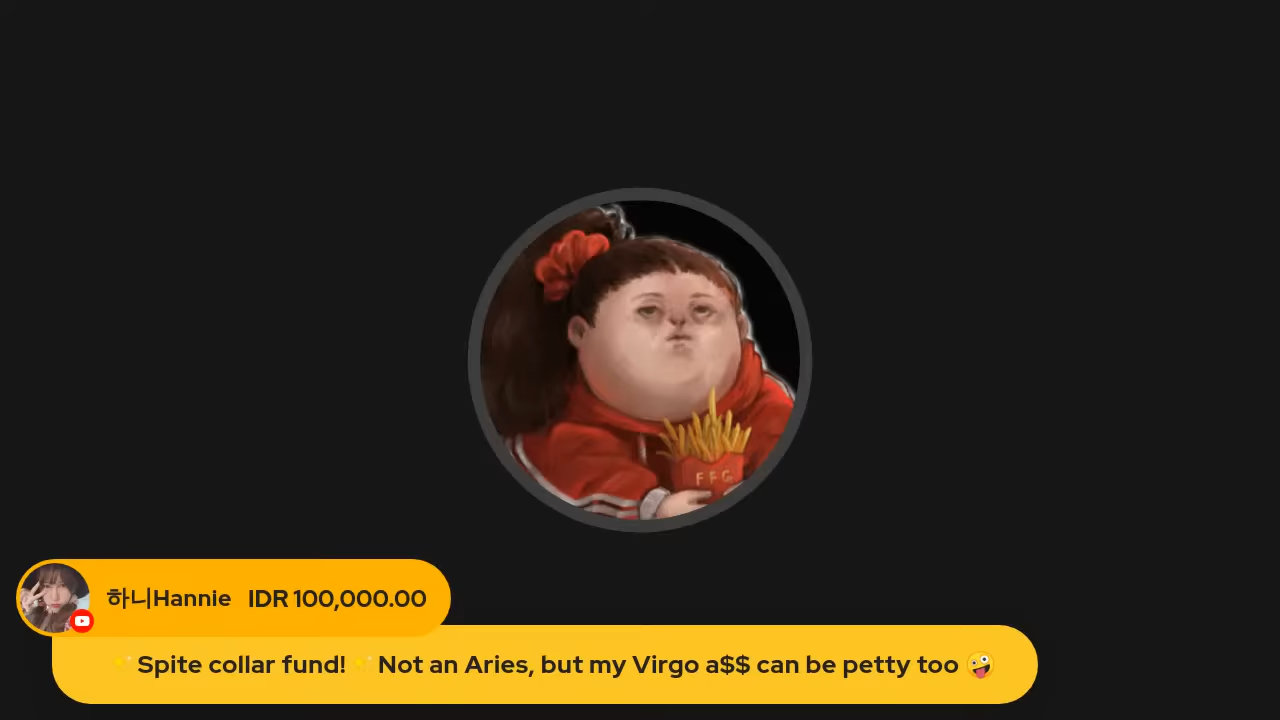 FFG
하니Hannie IDR 100,000.00
✨Spite collar fund! ✨Not an Aries, but my Virgo a$$ can be petty too 🤪